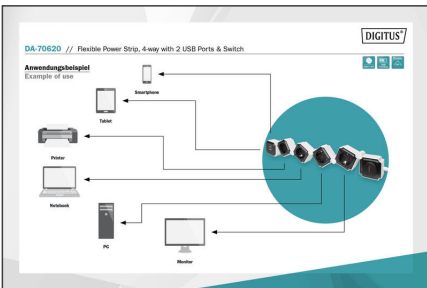 DIGITUS®
DA-70620 // Flexible Power Strip, 4-way with 2 USB Ports & Switch
Anwendungsbeispiel
Example of use
Smartphone
Tablet
Printer
Notebook
PG
Monitor